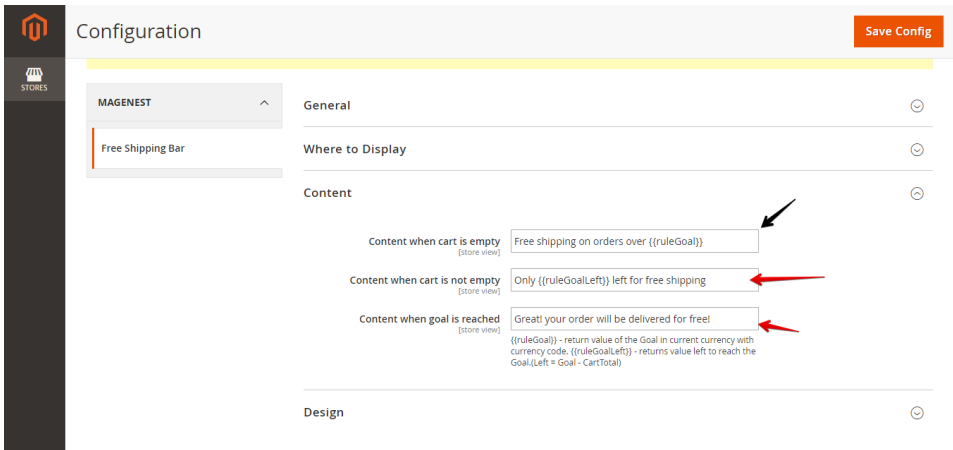 Configuration
Save Config
STORES
MAGENEST
Free Shipping Bar
General
Where to Display
Content
Content when cart is empty
[store view]
Free shipping on orders over {{ruleGoal}}
Content when cart is not empty
[store view]
Only {{ruleGoalLeft}} left for free shipping
Content when goal is reached
[store view]
Great! your order will be delivered for free!
{{ruleGoal}} - return value of the Goal in current currency with
currency code. {{ruleGoalLeft}} - returns value left to reach the
Goal.(Left = Goal - CartTotal)
Design